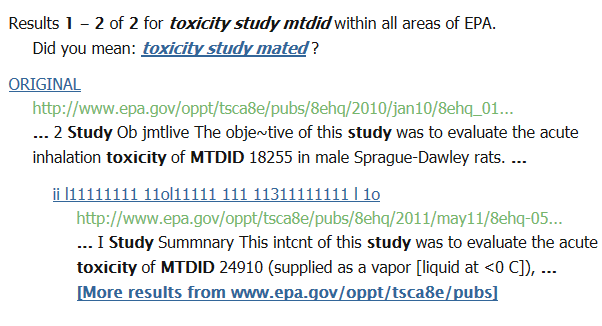 Results 1 – 2 of 2 for toxicity study mtdid within all areas of EPA.
Did you mean: toxicity study mated ?
ORIGINAL
http://www.epa.gov/oppt/tsca8e/pubs/8ehq/2010/jan10/8ehq_01...
... 2 Study Ob jmtlive The obje~tive of this study was to evaluate the acute
inhalation toxicity of MTDID 18255 in male Sprague-Dawley rats. ...
ii l11111111 11ol11111 111 11311111111 l 1o
http://www.epa.gov/oppt/tsca8e/pubs/8ehq/2011/may11/8ehq-05...
... I Study Summnary This intcnt of this study was to evaluate the acute
toxicity of MTDID 24910 (supplied as a vapor [liquid at <0 C]), ...
[More results from www.epa.gov/oppt/tsca8e/pubs]